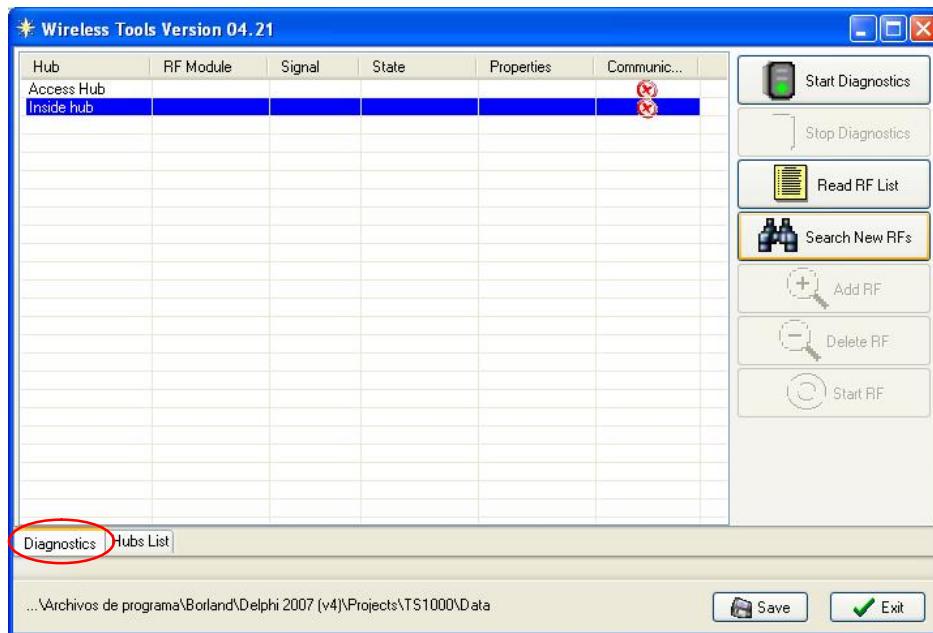 Wireless Tools Version 04.21
Hub RF Module Signal State Properties Communic...
Access Hub
Inside hub
Start Diagnostics
Stop Diagnostics
Read RF List
Search New RFs
Add RF
Delete RF
Start RF
Diagnostics Hubs List
...\Archivos de programa\Borland\Delphi 2007 (v4)\Projects\TS1000\Data
Save Exit